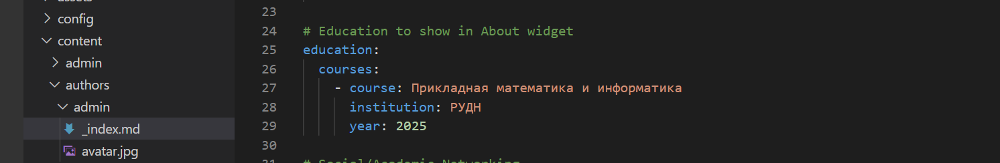 assets
config
content
admin
authors
admin
_index.md
avatar.jpg
23
24 # Education to show in About widget
25 education:
26 courses:
27 - course: Прикладная математика и информатика
28 institution: РУДН
29 year: 2025
30
31 # Social/Academic Networking